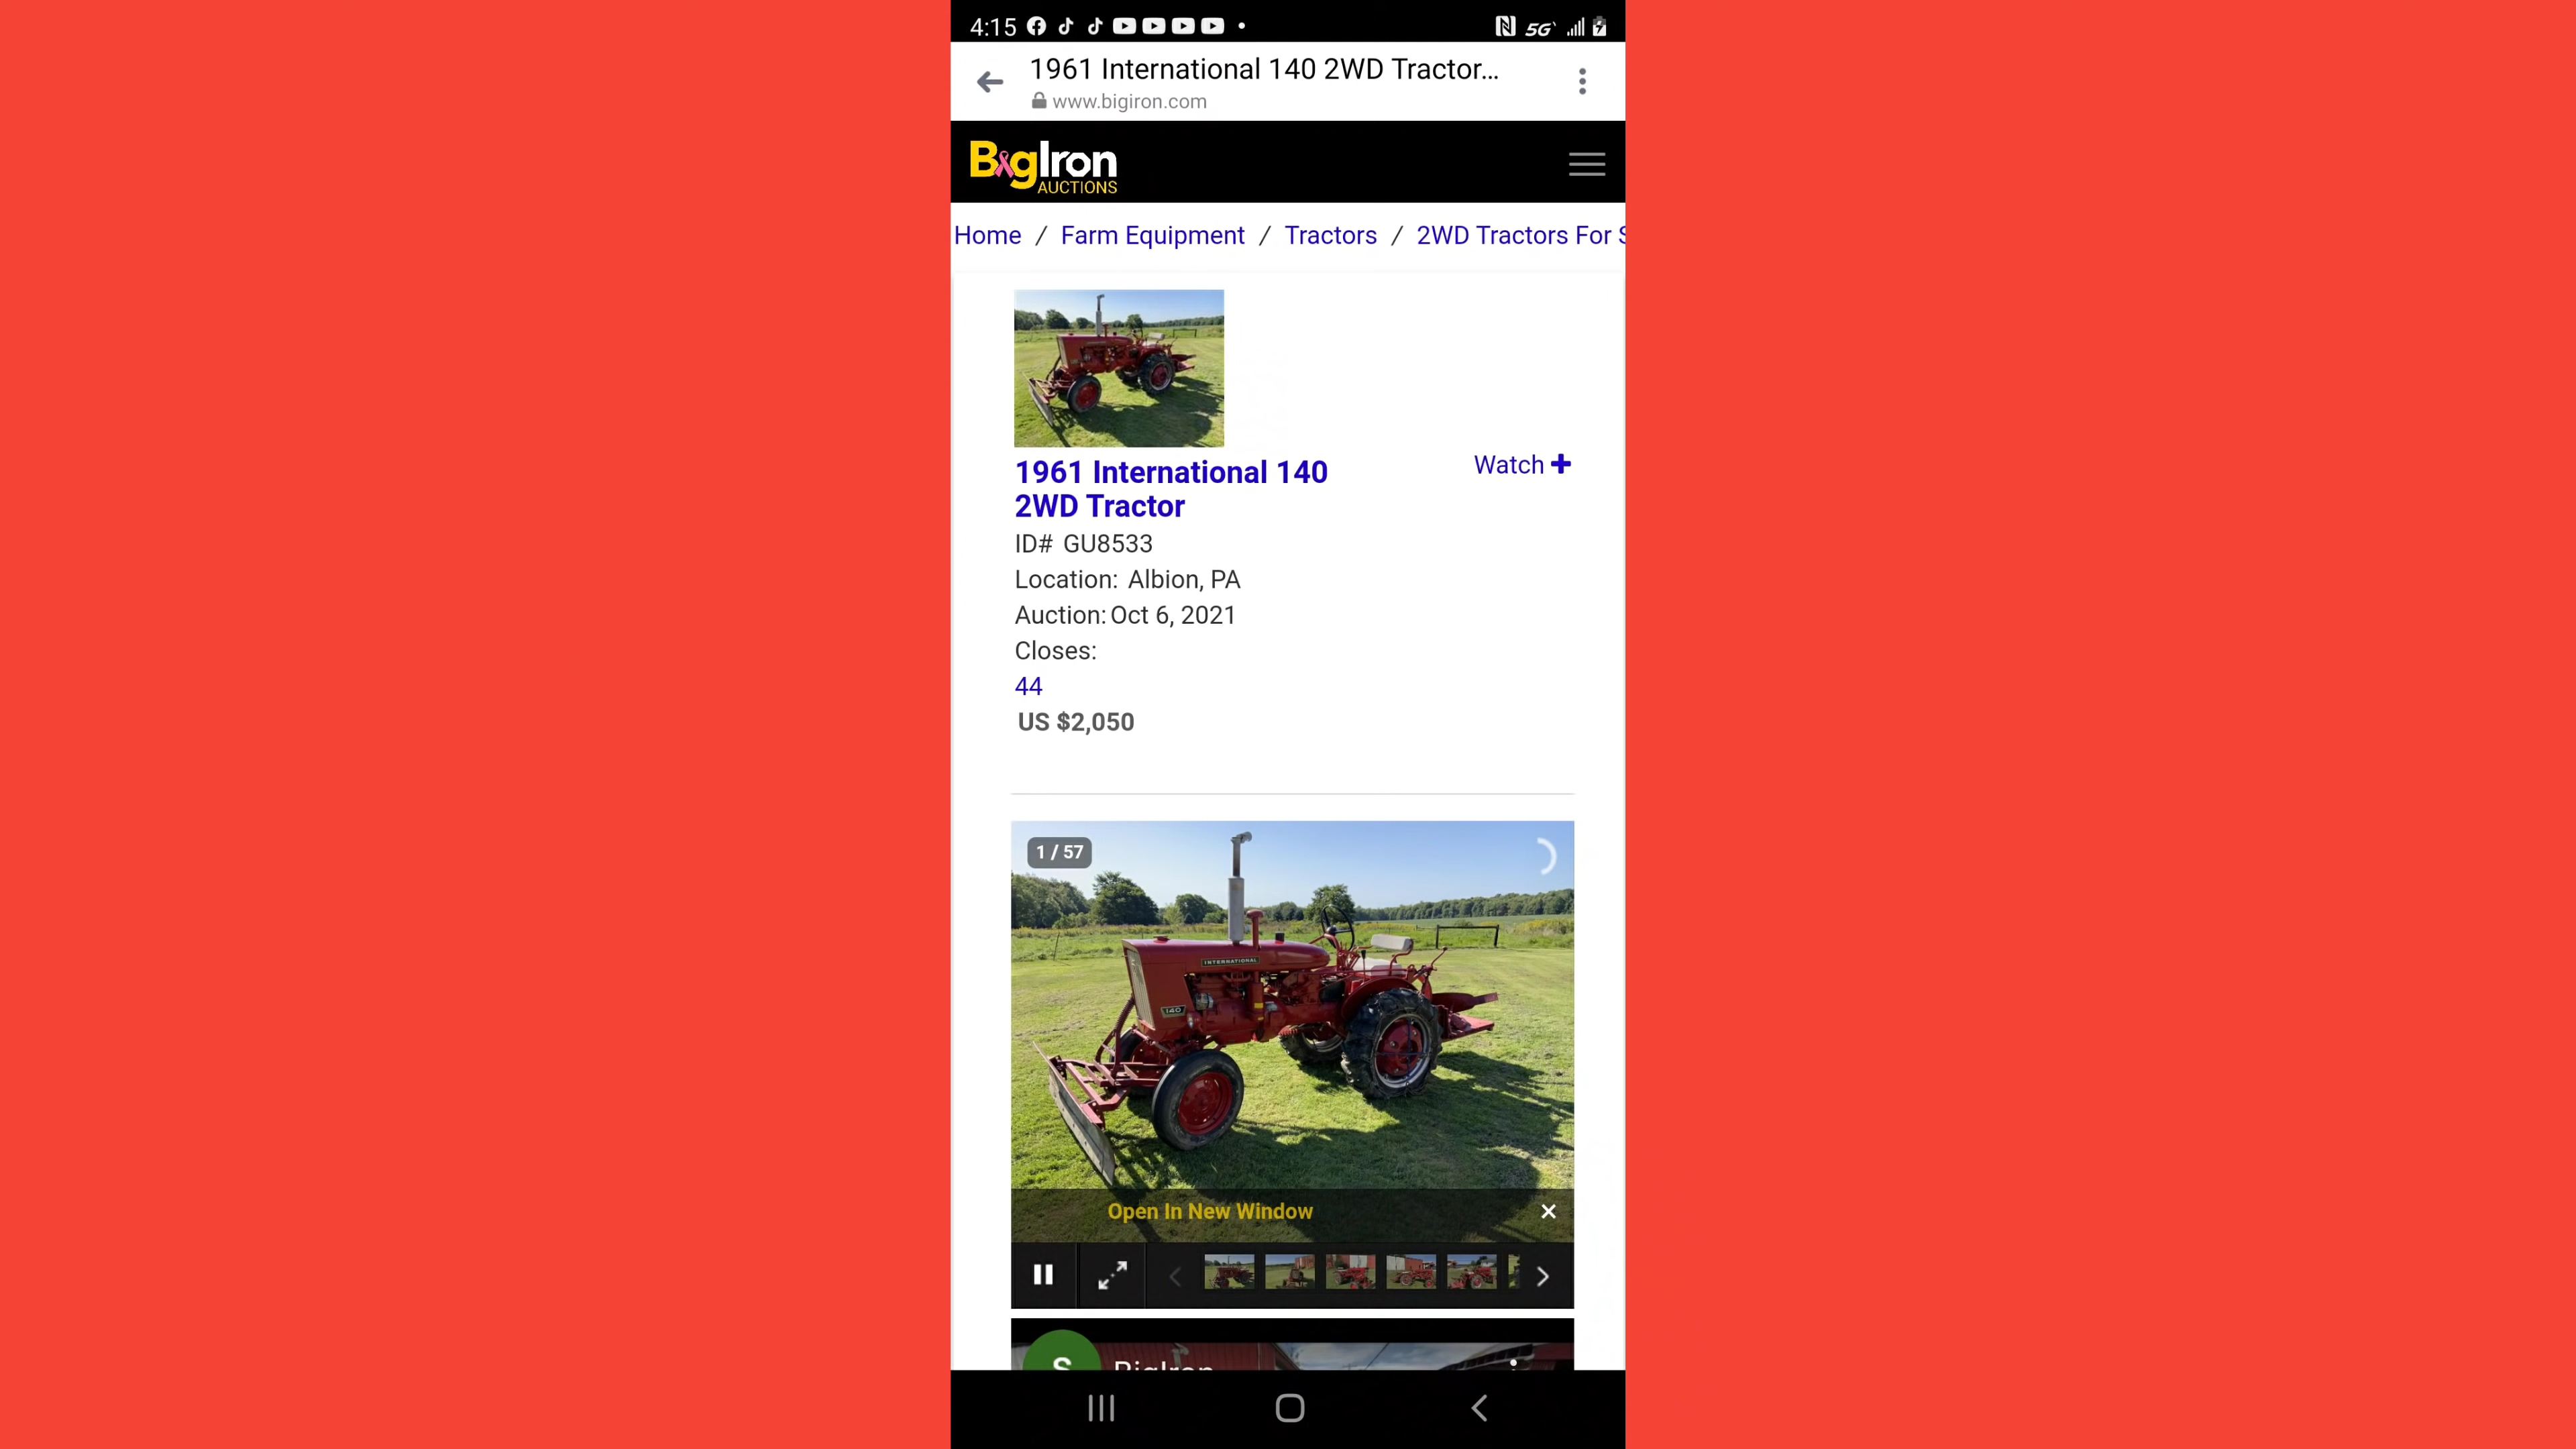 4:15
5G
1961 International 140 2WD Tractor...
www.bigiron.com
BigIron
AUCTIONS
Home / Farm Equipment / Tractors / 2WD Tractors For S
1961 International 140
2WD Tractor
Watch +
ID# GU8533
Location: Albion, PA
Auction: Oct 6, 2021
Closes:
44
US $2,050
1 / 57
INTERNATIONAL
140
Open In New Window
S BigIron